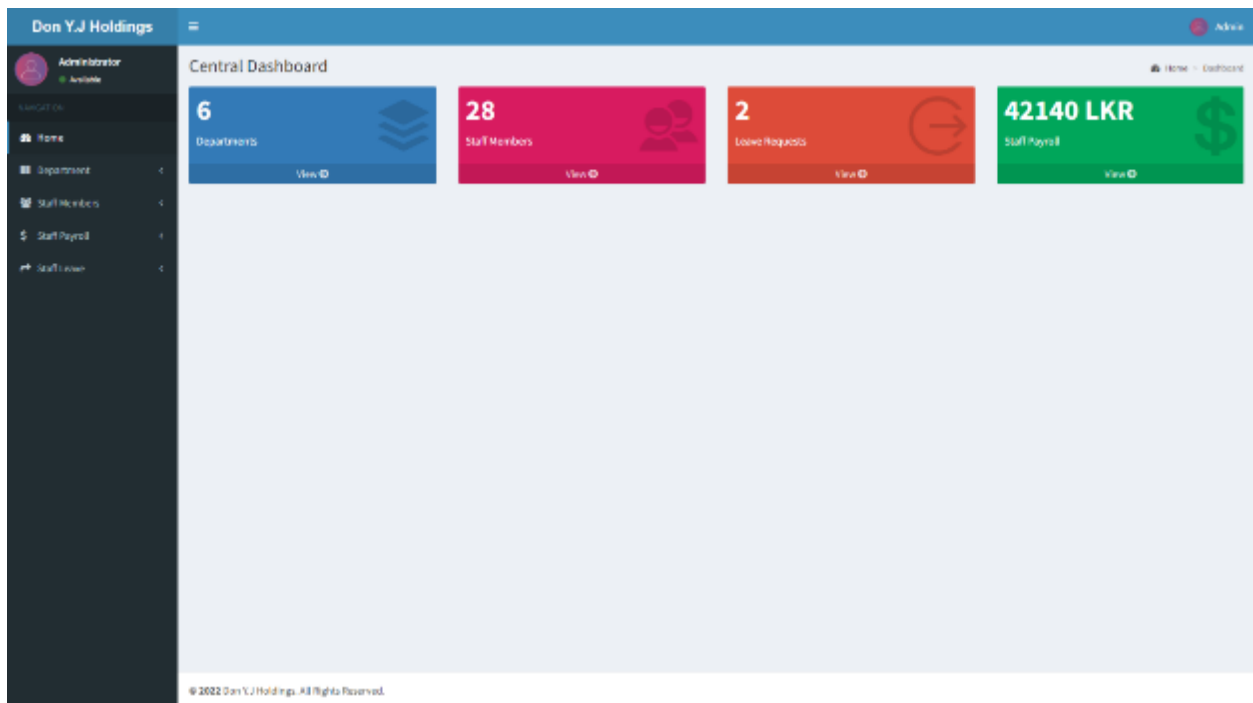 Don Y.J Holdings
Admin
Administrator
Available
NAVIGATION
Home
Department
Staff Members
Staff Payroll
Staff Leave
Central Dashboard
Home > Dashboard
6
Departments
View
28
Staff Members
View
2
Leave Requests
View
42140 LKR
Staff Payroll
View
© 2022 Don Y.J Holdings. All Rights Reserved.